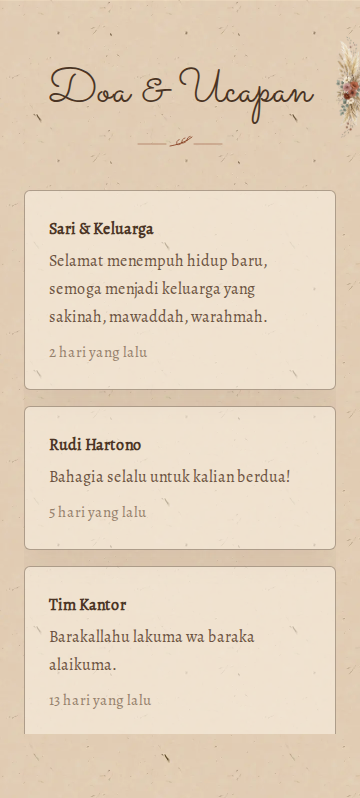 Doa & Ucapan
Sari & Keluarga
Selamat menempuh hidup baru,
semoga menjadi keluarga yang
sakinah, mawaddah, warahmah.
2 hari yang lalu
Rudi Hartono
Bahagia selalu untuk kalian berdua!
5 hari yang lalu
Tim Kantor
Barakallahu lakuma wa baraka
alaikuma.
13 hari yang lalu